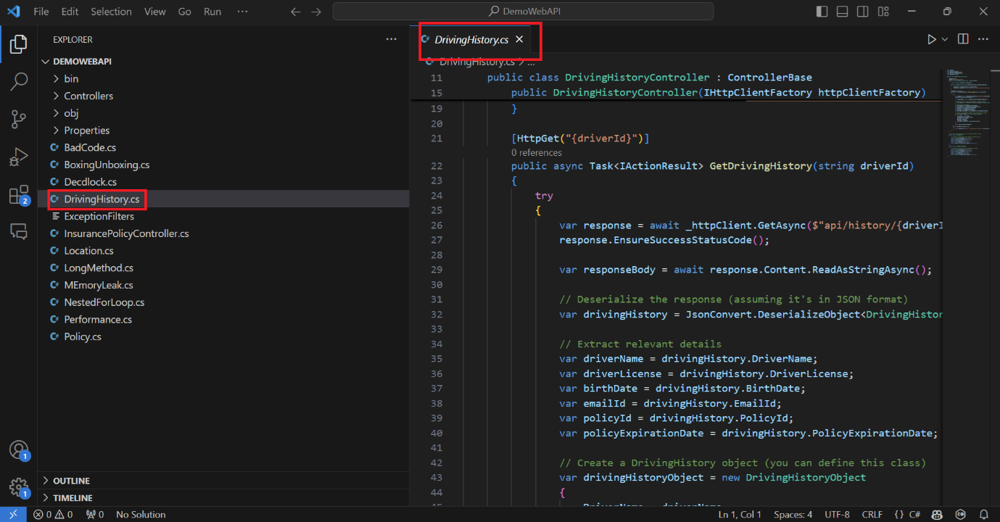 File Edit Selection View Go Run ··· DemoWebAPI
EXPLORER ···
DEMOWEBAPI
bin
Controllers
obj
Properties
BadCode.cs
BoxingUnboxing.cs
Decdlock.cs
DrivingHistory.cs
ExceptionFilters
InsurancePolicyController.cs
Location.cs
LongMethod.cs
MEmoryLeak.cs
NestedForLoop.cs
Performance.cs
Policy.cs
OUTLINE
TIMELINE
2
1
1
DrivingHistory.cs
DrivingHistory.cs > ...
11 public class DrivingHistoryController : ControllerBase
15 public DrivingHistoryController(IHttpClientFactory httpClientFactory)
19 }
20
21 [HttpGet("{driverId}")]
0 references
22 public async Task<IActionResult> GetDrivingHistory(string driverId)
23 {
24 try
25 {
26 var response = await _httpClient.GetAsync($"api/history/{driverI
27 response.EnsureSuccessStatusCode();
28
29 var responseBody = await response.Content.ReadAsStringAsync();
30
31 // Deserialize the response (assuming it's in JSON format)
32 var drivingHistory = JsonConvert.DeserializeObject<DrivingHistor
33
34 // Extract relevant details
35 var driverName = drivingHistory.DriverName;
36 var driverLicense = drivingHistory.DriverLicense;
37 var birthDate = drivingHistory.BirthDate;
38 var emailId = drivingHistory.EmailId;
39 var policyId = drivingHistory.PolicyId;
40 var policyExpirationDate = drivingHistory.PolicyExpirationDate;
41
42 // Create a DrivingHistory object (you can define this class)
43 var drivingHistoryObject = new DrivingHistoryObject
44 {
0 0 0 No Solution Ln 1, Col 1 Spaces: 4 UTF-8 CRLF {} C#